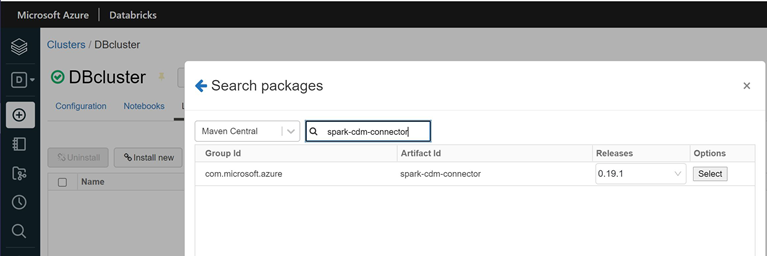 Microsoft Azure | Databricks
Clusters / DBcluster
DBcluster
Search packages
Configuration Notebooks
D
Maven Central spark-cdm-connector
Uninstall Install new
Group Id Artifact Id Releases Options
com.microsoft.azure spark-cdm-connector 0.19.1 Select
Name